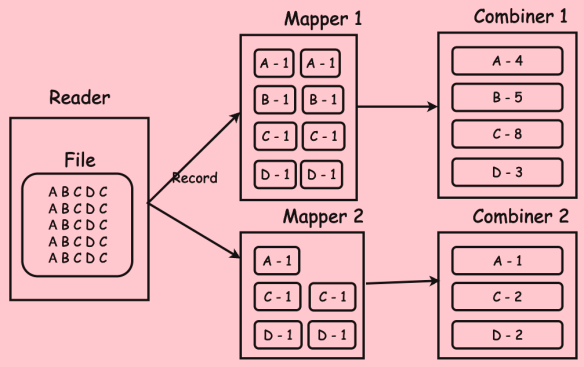 Reader
File
A B C D C
A B C D C
A B C D C
A B C D C
A B C D C
Record
Mapper 1
A - 1 A - 1
B - 1 B - 1
C - 1 C - 1
D - 1 D - 1
Combiner 1
A - 4
B - 5
C - 8
D - 3
Mapper 2
A - 1
C - 1 C - 1
D - 1 D - 1
Combiner 2
A - 1
C - 2
D - 2